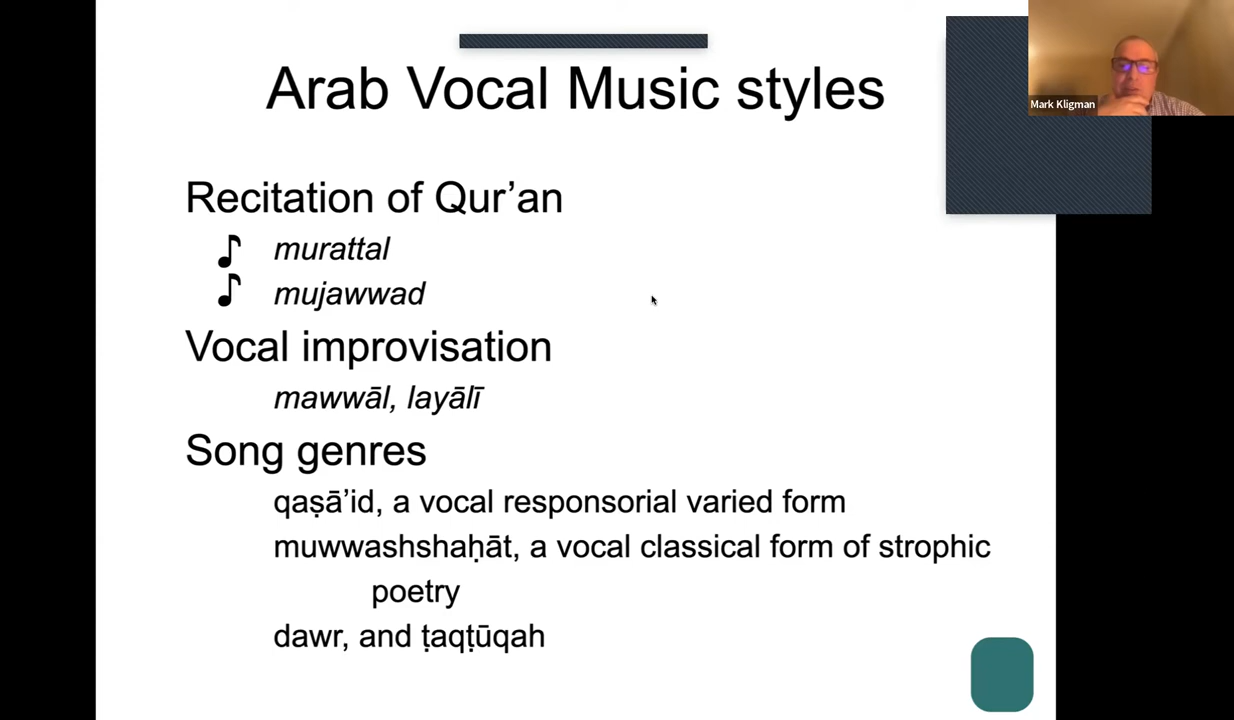 Arab Vocal Music styles
Mark Kligman
Recitation of Qur’an
murattal
mujawwad
Vocal improvisation
mawwāl, layālī
Song genres
qaṣā’id, a vocal responsorial varied form
muwwashshaḥāt, a vocal classical form of strophic
poetry
dawr, and ṭaqṭūqah